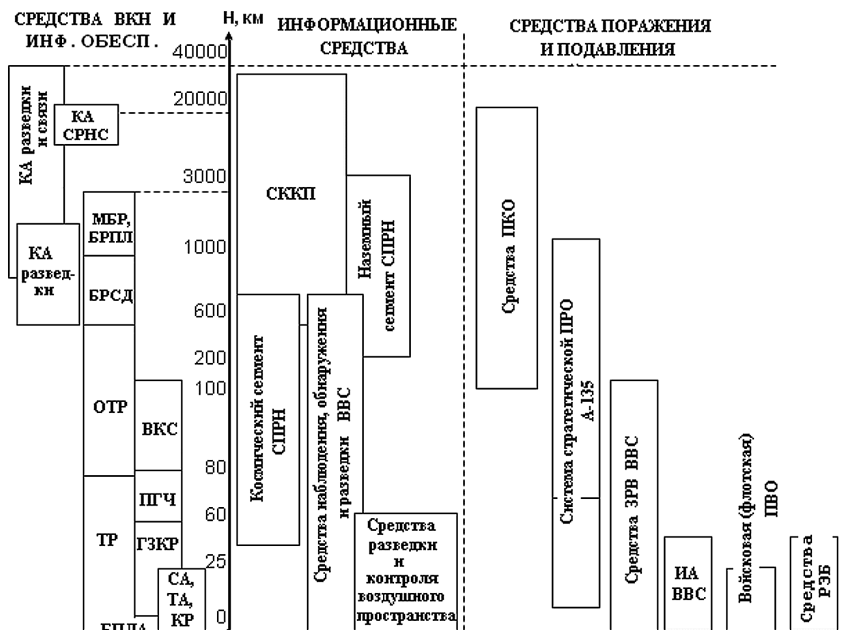 СРЕДСТВА ВКН И
ИНФ. ОБЕСП.
Н, км
ИНФОРМАЦИОННЫЕ
СРЕДСТВА
СРЕДСТВА ПОРАЖЕНИЯ
И ПОДАВЛЕНИЯ
40000
20000
3000
1000
600
200
100
80
60
25
0
КА разведки
и связи
КА
СРНС
МБР,
БРПЛ
КА
развед-
ки
БРСД
ОТР
ВКС
ПГЧ
ТР
ГЗКР
СА,
ТА,
КР
БПЛА
СККП
Наземный
сегмент СПРН
Космический сегмент
СПРН
Средства наблюдения, обнаружения
и разведки ВВС
Средства
разведки
и
контроля
воздушного
пространства
Средства ПКО
Система стратегической ПРО
А-135
Средства ЗРВ ВВС
ИА
ВВС
Войсковая (флотская)
ПВО
Средства
РЭБ